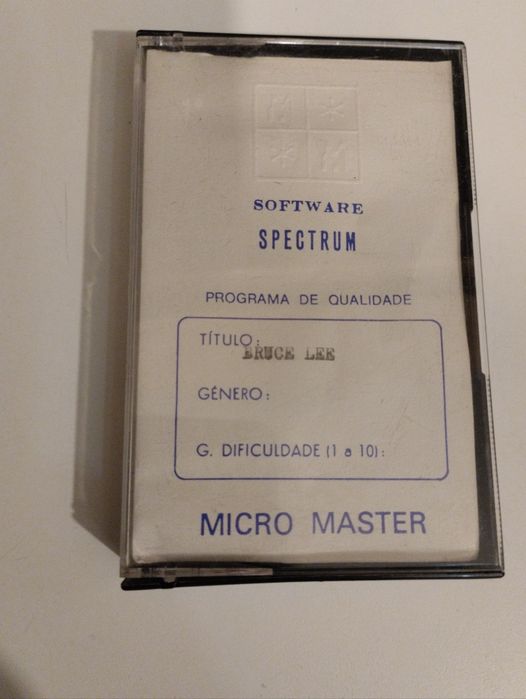 M *
* M
SOFTWARE
SPECTRUM
PROGRAMA DE QUALIDADE
TÍTULO:
BRUCE LEE
GÉNERO:
G. DIFICULDADE (1 a 10):
MICRO MASTER